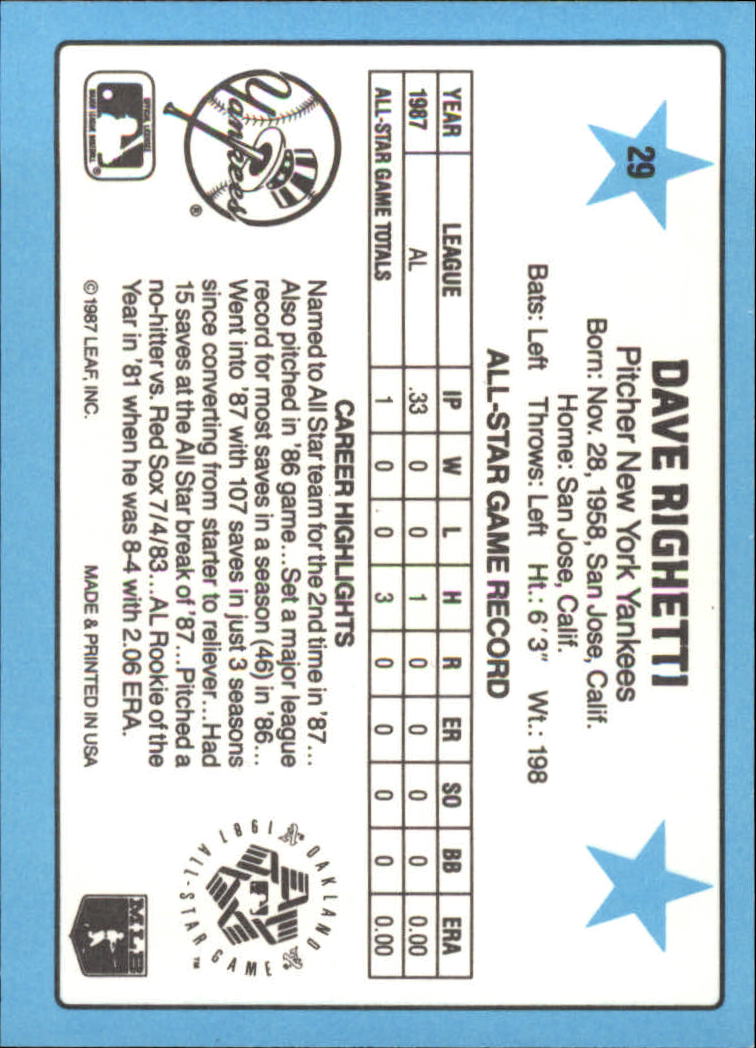 29
DAVE RIGHETTI
Pitcher New York Yankees
Born: Nov. 28, 1958, San Jose, Calif.
Home: San Jose, Calif.
Bats: Left Throws: Left Ht.: 6'3" Wt.: 198
ALL-STAR GAME RECORD
YEAR LEAGUE IP W L H R ER SO BB ERA
1987 AL .33 0 0 1 0 0 0 0 0.00
ALL-STAR GAME TOTALS 1 0 0 3 0 0 0 0 0.00
Yankees
®
CAREER HIGHLIGHTS
Named to All Star team for the 2nd time in '87...
Also pitched in '86 game...Set a major league
record for most saves in a season (46) in '86...
Went into '87 with 107 saves in just 3 seasons
since converting from starter to reliever...Had
15 saves at the All Star break of '87...Pitched a
no-hitter vs. Red Sox 7/4/83...AL Rookie of the
Year in '81 when he was 8-4 with 2.06 ERA.
OAKLAND
1987 ALL-STAR GAME
™
OFFICIAL LICENSEE
MAJOR LEAGUE BASEBALL
©1987 LEAF, INC.
MADE & PRINTED IN USA
MLB